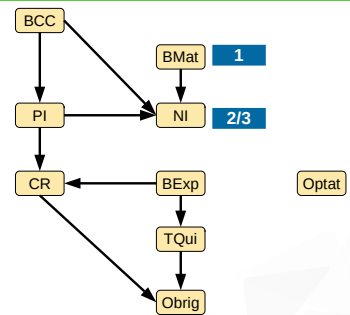 BCC
BMat 1
PI NI 2/3
CR BExp Optat
TQui
Obrig